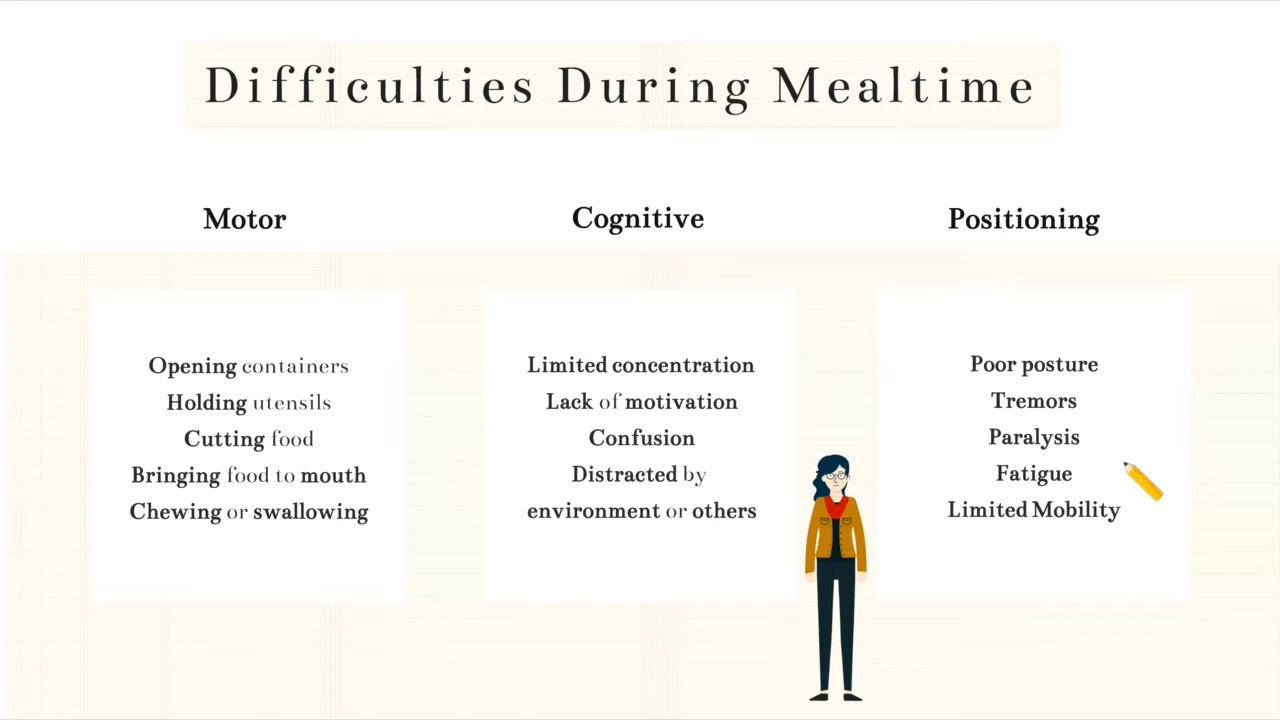 Difficulties During Mealtime
Motor
Opening containers
Holding utensils
Cutting food
Bringing food to mouth
Chewing or swallowing
Cognitive
Limited concentration
Lack of motivation
Confusion
Distracted by
environment or others
Positioning
Poor posture
Tremors
Paralysis
Fatigue
Limited Mobility